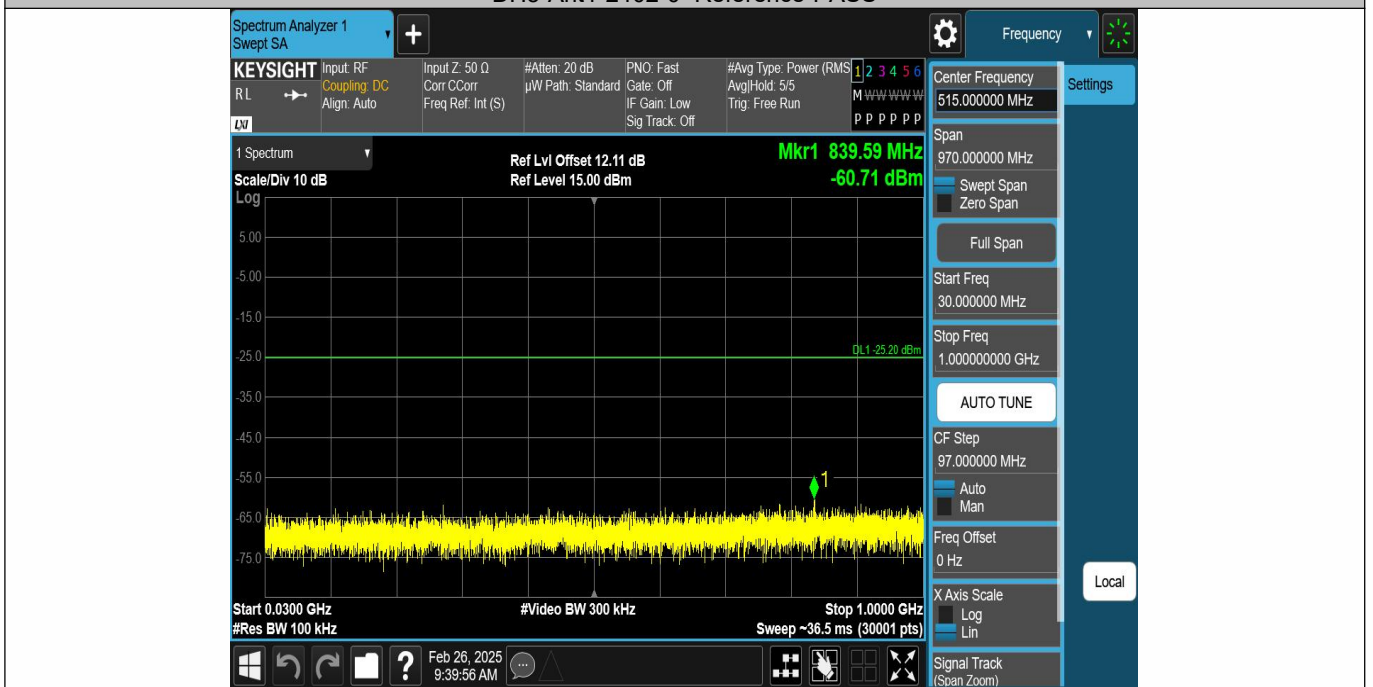 Spectrum Analyzer 1
Swept SA
Frequency
KEYSIGHT
RL
LXI
Input: RF
Coupling: DC
Align: Auto
Input Z: 50 Ω
Corr CCorr
Freq Ref: Int (S)
#Atten: 20 dB
µW Path: Standard
PNO: Fast
Gate: Off
IF Gain: Low
Sig Track: Off
#Avg Type: Power (RMS
Avg|Hold: 5/5
Trig: Free Run
1 2 3 4 5 6
M W W W W W
P P P P P P
1 Spectrum
Ref Lvl Offset 12.11 dB
Mkr1 839.59 MHz
Scale/Div 10 dB
Ref Level 15.00 dBm
-60.71 dBm
Log
5.00
-5.00
-15.0
DL1 -25.20 dBm
-25.0
-35.0
-45.0
-55.0
1
-65.0
-75.0
Start 0.0300 GHz
#Video BW 300 kHz
Stop 1.0000 GHz
#Res BW 100 kHz
Sweep ~36.5 ms (30001 pts)
Center Frequency
515.000000 MHz
Settings
Span
970.000000 MHz
Swept Span
Zero Span
Full Span
Start Freq
30.000000 MHz
Stop Freq
1.000000000 GHz
AUTO TUNE
CF Step
97.000000 MHz
Auto
Man
Freq Offset
0 Hz
Local
X Axis Scale
Log
Lin
Signal Track
(Span Zoom)
?
Feb 26, 2025
9:39:56 AM